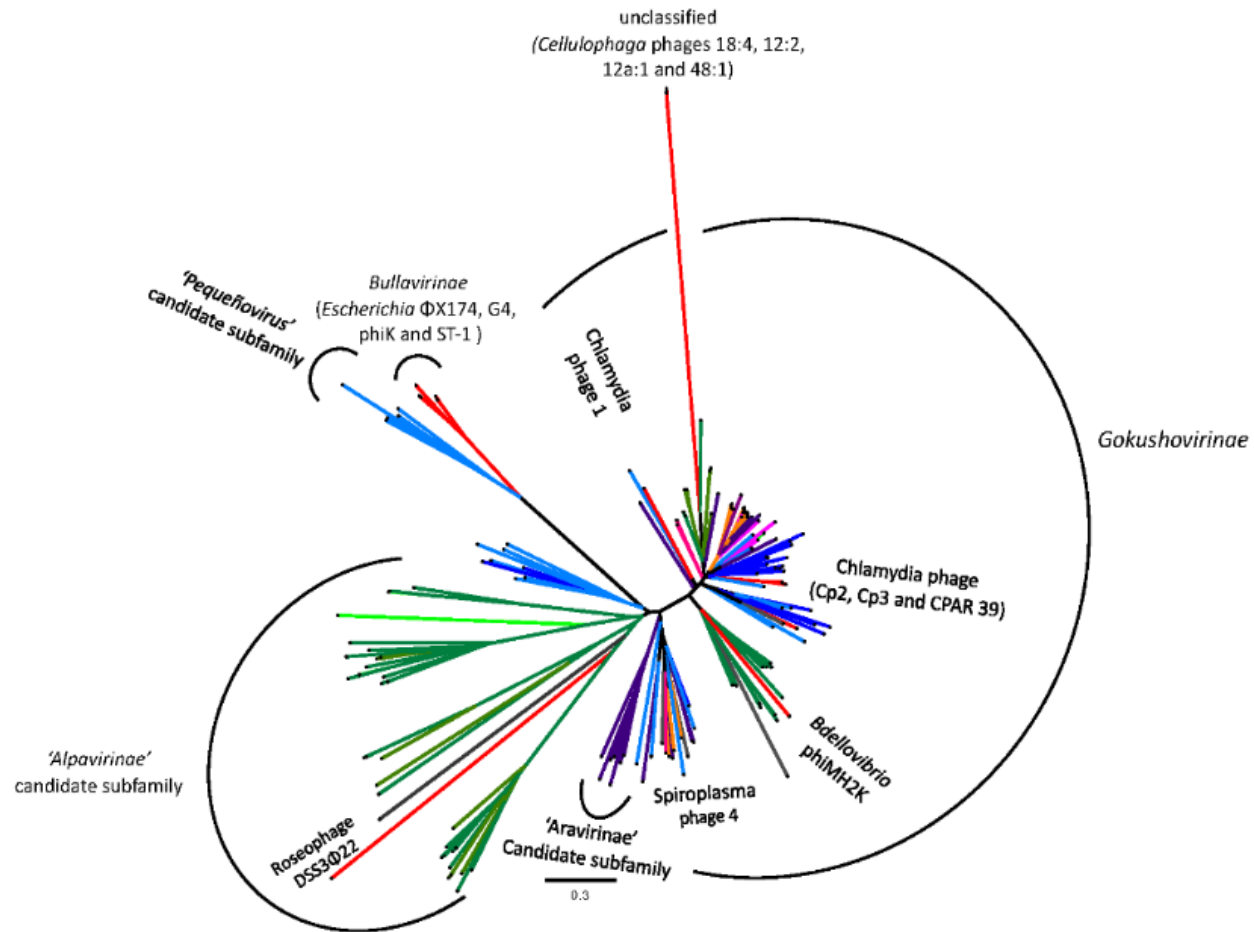 unclassified
(Cellulophaga phages 18:4, 12:2,
12a:1 and 48:1)
'Pequeñovirus'
candidate subfamily
Bullavirinae
(Escherichia ΦX174, G4,
phiK and ST-1 )
Chlamydia
phage 1
Gokushovirinae
Chlamydia phage
(Cp2, Cp3 and CPAR 39)
Bdellovibrio
phiMH2K
Spiroplasma
phage 4
'Aravirinae'
Candidate subfamily
'Alpavirinae'
candidate subfamily
Roseophage
DSS3Φ22
0.3